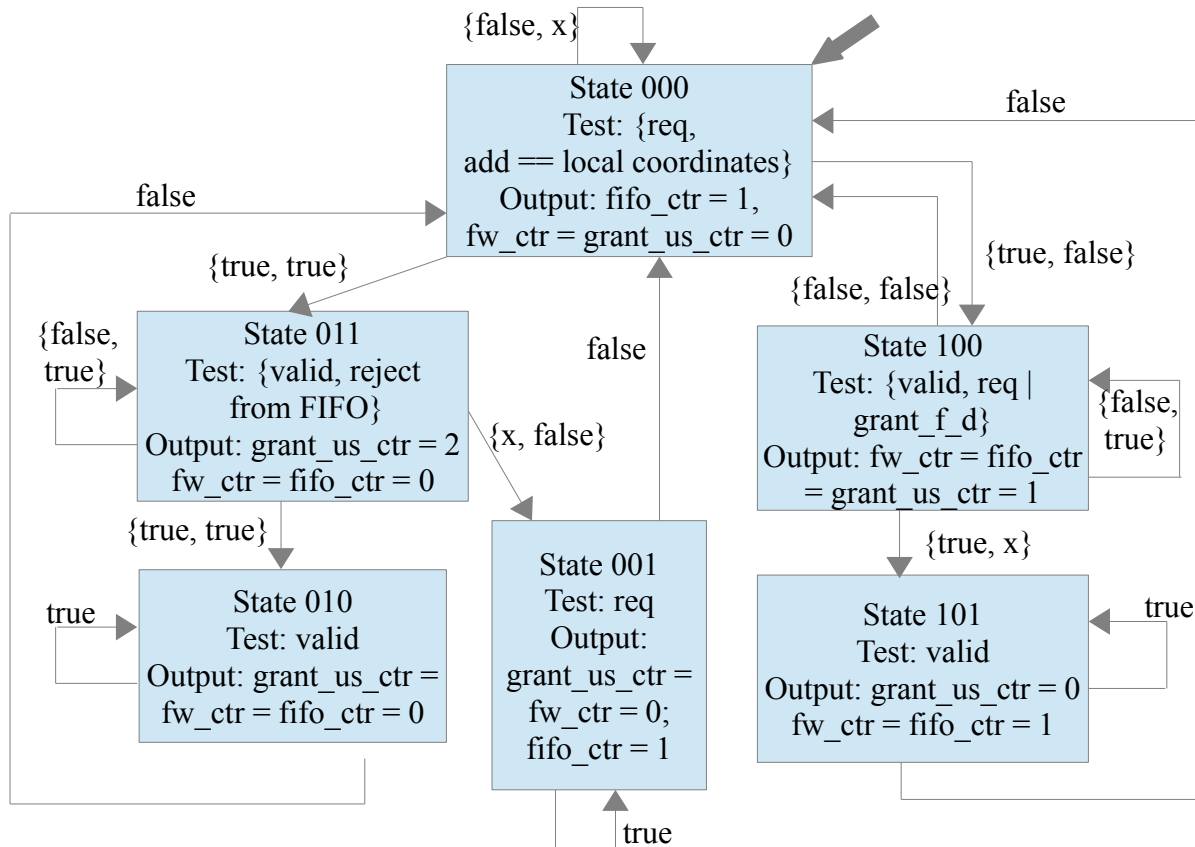 {false, x}
State 000
Test: {req,
add == local coordinates}
Output: fifo_ctr = 1,
fw_ctr = grant_us_ctr = 0
false
false
{true, true}
{true, false}
{false, false}
false
{false,
true}
State 011
Test: {valid, reject
from FIFO}
Output: grant_us_ctr = 2
fw_ctr = fifo_ctr = 0
{x, false}
State 100
Test: {valid, req |
grant_f_d}
Output: fw_ctr = fifo_ctr
= grant_us_ctr = 1
{false,
true}
{true, true}
{true, x}
true
State 010
Test: valid
Output: grant_us_ctr =
fw_ctr = fifo_ctr = 0
State 001
Test: req
Output:
grant_us_ctr =
fw_ctr = 0;
fifo_ctr = 1
true
State 101
Test: valid
Output: grant_us_ctr = 0
fw_ctr = fifo_ctr = 1
true